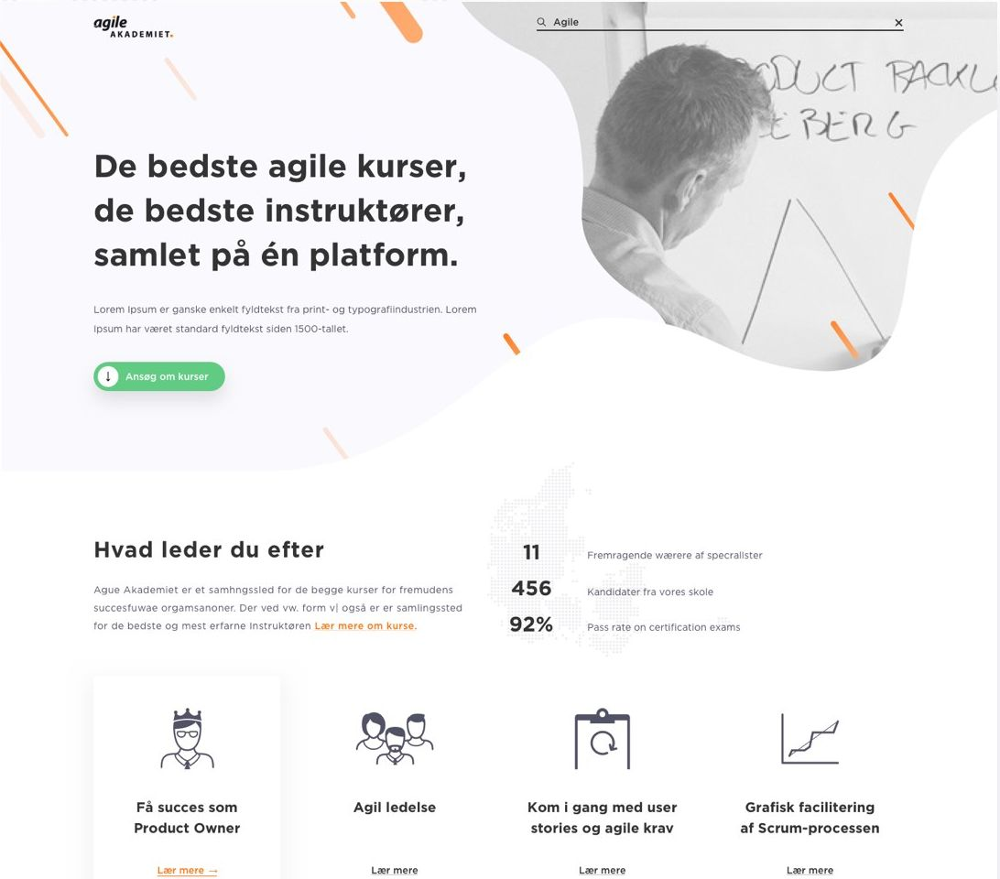 agile
AKADEMIET.
Agile
ODUCT BACKLO
EBERG
De bedste agile kurser,
de bedste instruktører,
samlet på én platform.
Lorem Ipsum er ganske enkelt fyldtekst fra print- og typografiindustrien. Lorem
Ipsum har været standard fyldtekst siden 1500-tallet.
Ansøg om kurser
Hvad leder du efter
Ague Akademiet er et samhngssled for de begge kurser for fremudens
succesfuwae orgamsanoner. Der ved vw. form v| også er er samlingssted
for de bedste og mest erfarne Instruktøren Lær mere om kurse.
11 Fremragende wærere af specralister
456 Kandidater fra vores skole
92% Pass rate on certification exams
Få succes som
Product Owner
Lær mere →
Agil ledelse
Lær mere
Kom i gang med user
stories og agile krav
Lær mere
Grafisk facilitering
af Scrum-processen
Lær mere